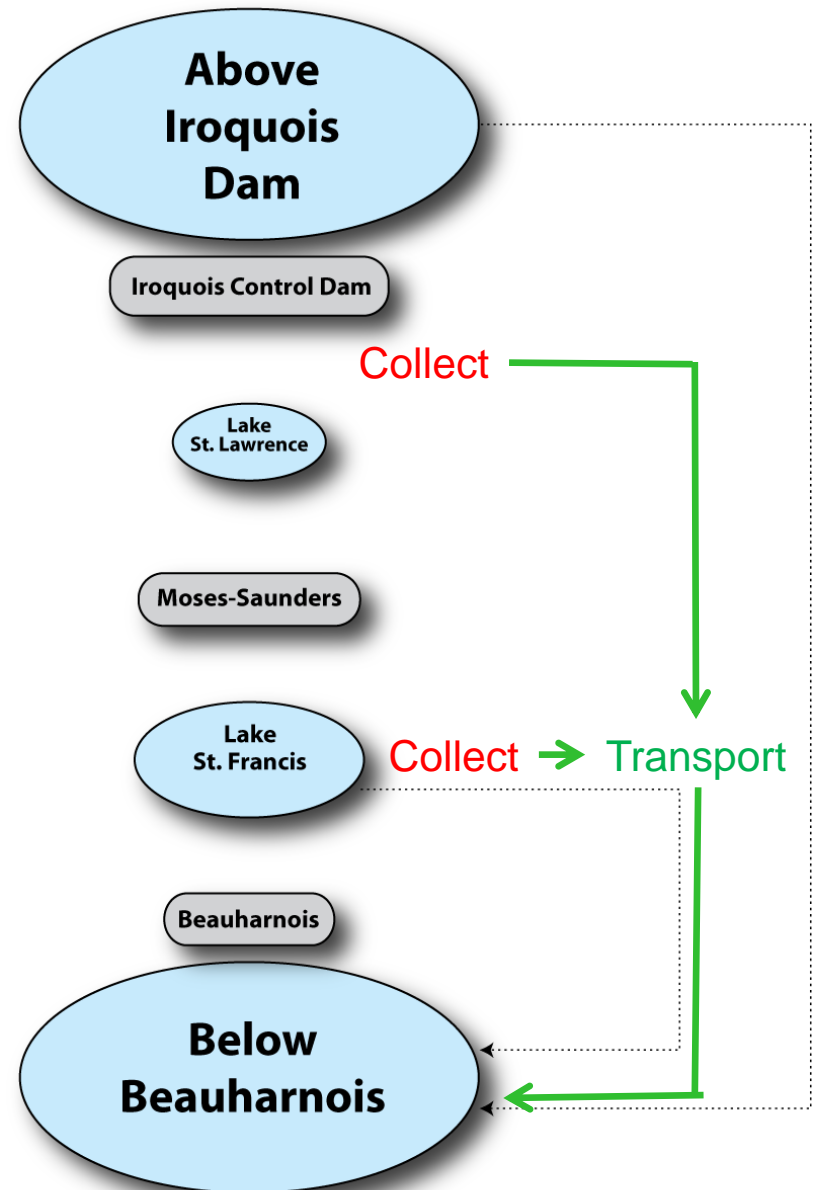 Above
Iroquois
Dam
Iroquois Control Dam
Collect
Lake
St. Lawrence
Moses-Saunders
Lake
St. Francis
Collect
Transport
Beauharnois
Below
Beauharnois